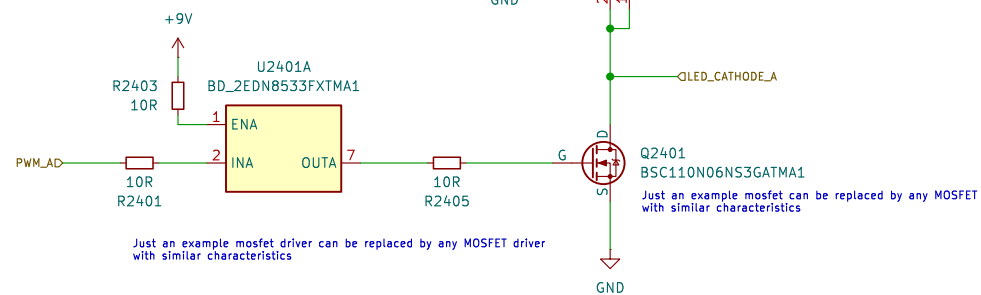 GND
+9V
U2401A
BD_2EDN8533FXTMA1
R2403
10R
LED_CATHODE_A
1
ENA
D
PWM_A
2
INA
OUTA
7
G
Q2401
BSC110N06NS3GATMA1
10R
R2401
10R
R2405
S
Just an example mosfet can be replaced by any MOSFET
with similar characteristics
Just an example mosfet driver can be replaced by any MOSFET driver
with similar characteristics
GND